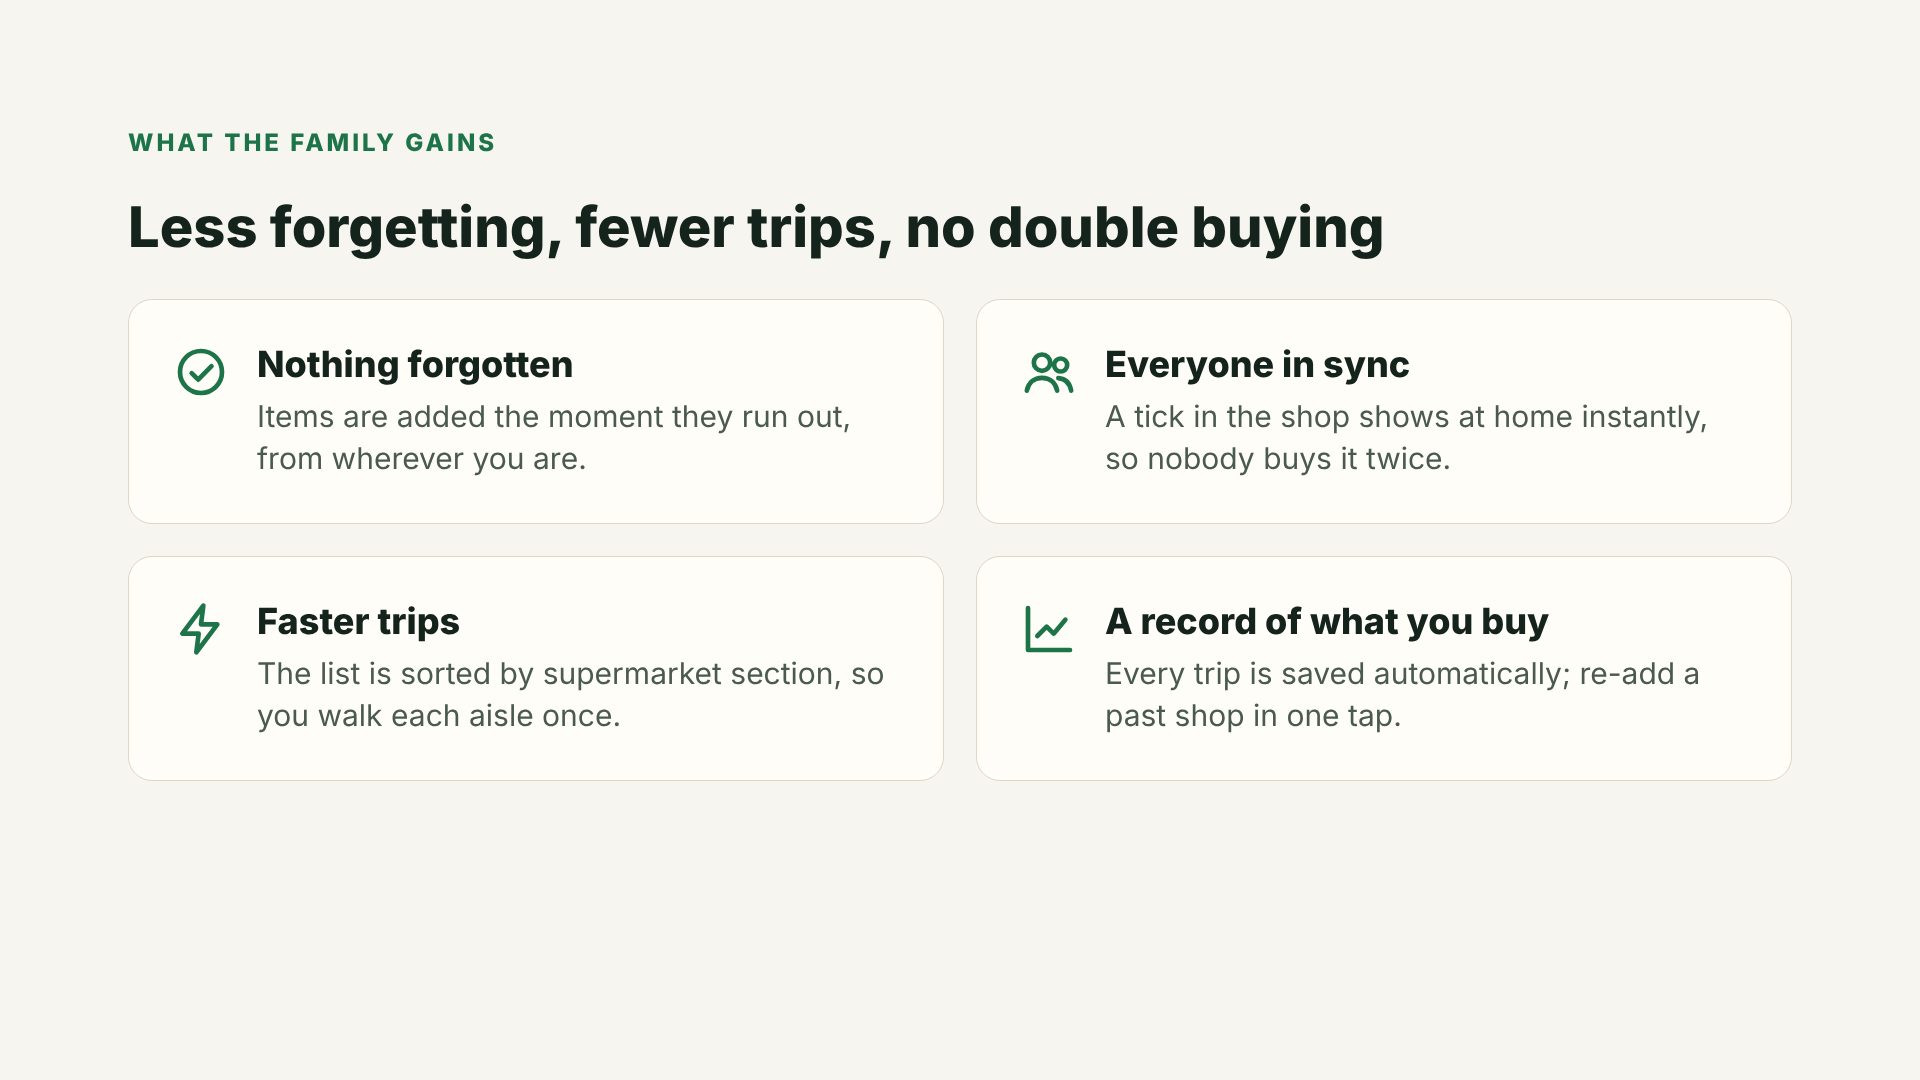 WHAT THE FAMILY GAINS
Less forgetting, fewer trips, no double buying
Nothing forgotten
Items are added the moment they run out,
from wherever you are.
Everyone in sync
A tick in the shop shows at home instantly,
so nobody buys it twice.
Faster trips
The list is sorted by supermarket section, so
you walk each aisle once.
A record of what you buy
Every trip is saved automatically; re-add a
past shop in one tap.